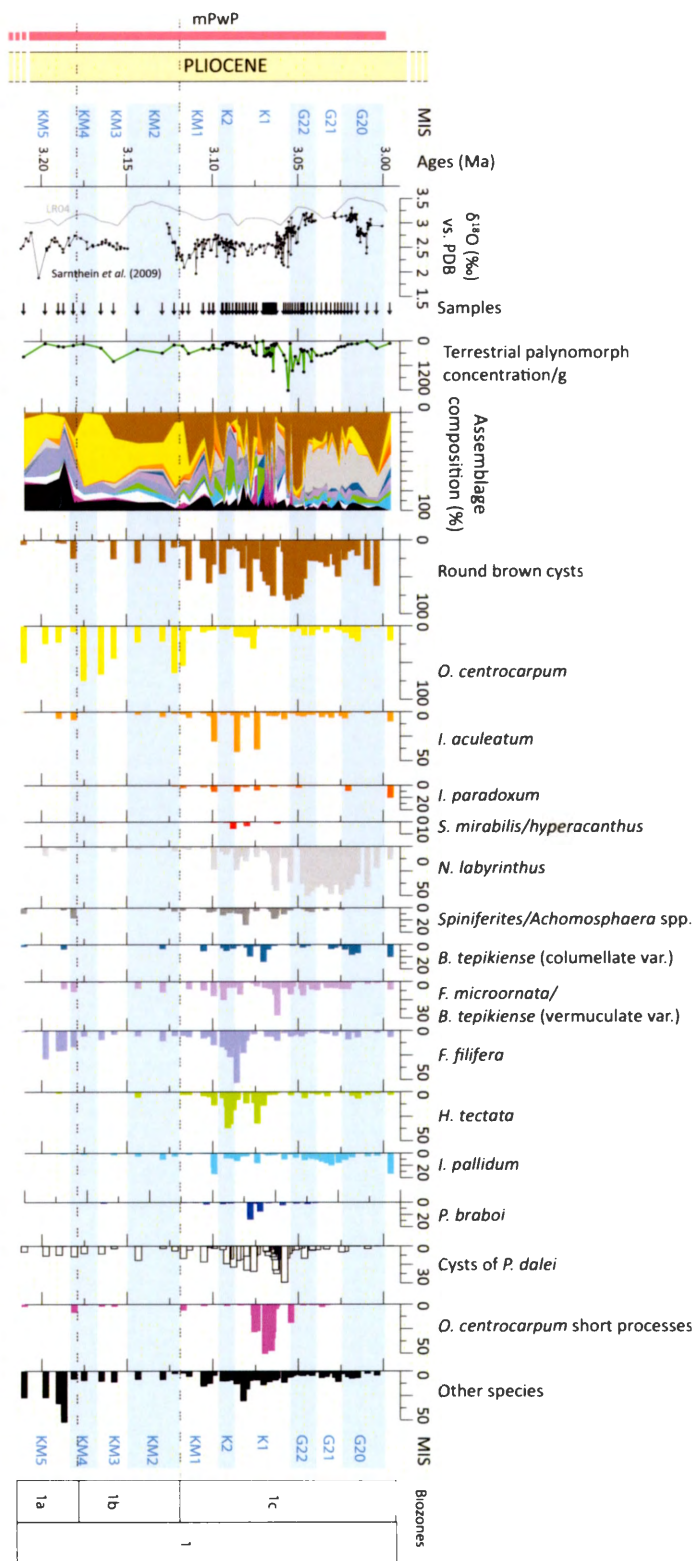 mPwP
PLIOCENE
MIS
KM5
KM4
KM3
KM2
KM1
K2
K1
G22
G21
G20
Ages (Ma)
3.20
3.15
3.10
3.05
3.00
δ¹⁸O (‰)
vs. PDB
3.5
3
2.5
2
1.5
LR04
Sarnthein et al. (2009)
Samples
Terrestrial palynomorph
concentration/g
0
1200
Assemblage
composition (%)
0
100
Round brown cysts
0
100
O. centrocarpum
0
100
I. aculeatum
0
50
I. paradoxum
0
20
S. mirabilis/hyperacanthus
0
10
N. labyrinthus
0
50
Spiniferites/Achomosphaera spp.
0
20
B. tepikiense (columellate var.)
0
20
F. microornata/
B. tepikiense (vermuculate var.)
0
30
F. filifera
0
50
H. tectata
0
50
I. pallidum
0
20
P. braboi
0
20
Cysts of P. dalei
0
30
O. centrocarpum short processes
0
50
Other species
0
50
MIS
KM5
KM4
KM3
KM2
KM1
K2
K1
G22
G21
G20
Biozones
1a
1b
1c
1